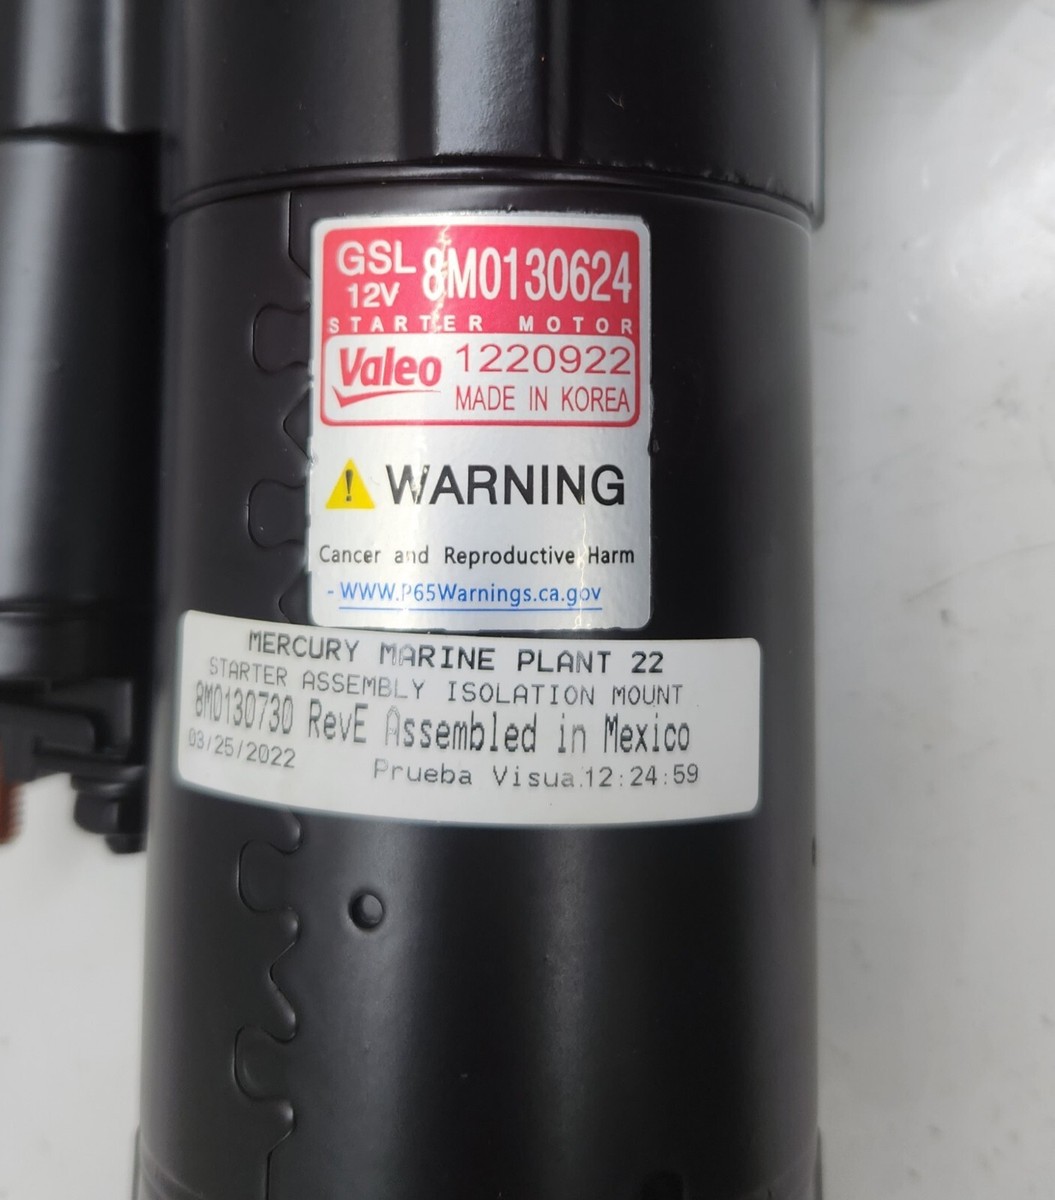 GSL 8M0130624
12V
STARTER MOTOR
Valeo 1220922
MADE IN KOREA
WARNING
Cancer and Reproductive Harm
- WWW.P65Warnings.ca.gov
MERCURY MARINE PLANT 22
STARTER ASSEMBLY ISOLATION MOUNT
8M0130730 RevE Assembled in Mexico
03/25/2022 Prueba Visua.12:24:59